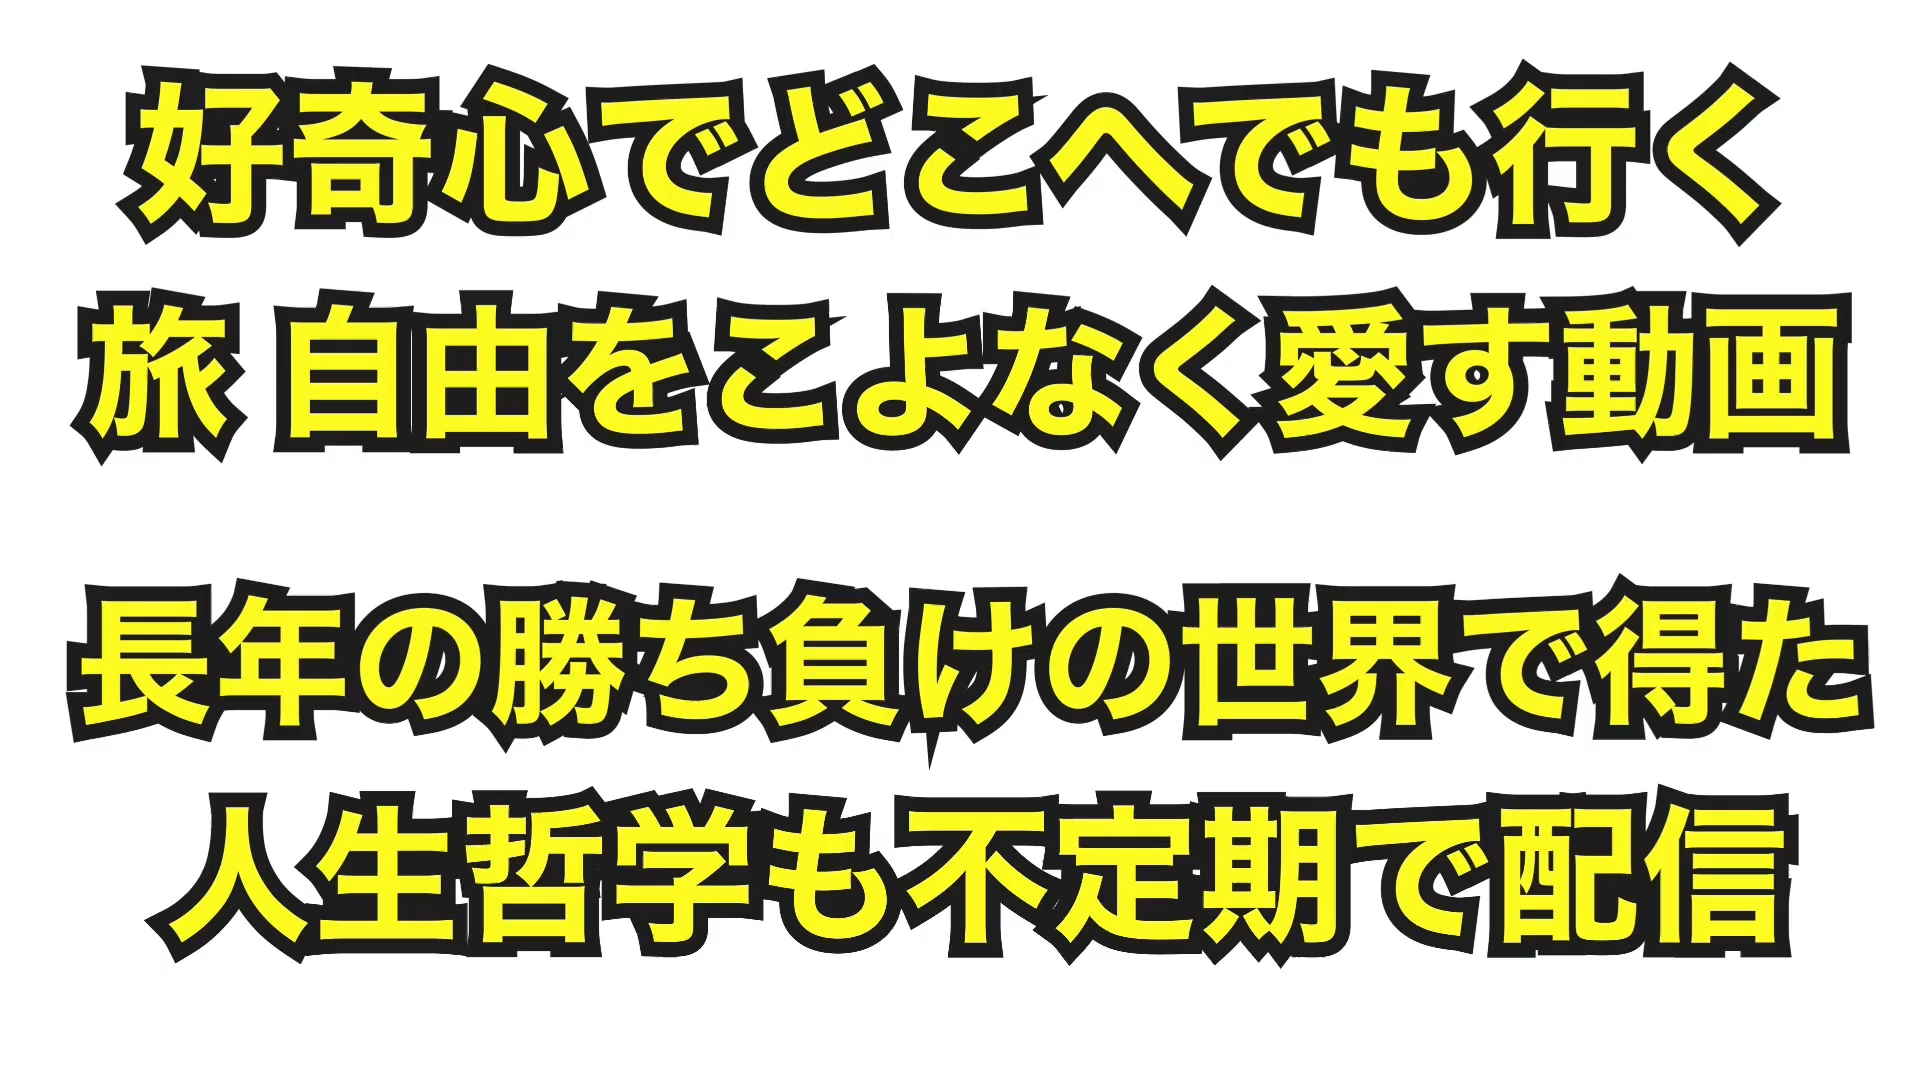 好奇心でどこへでも行く
旅 自由をこよなく愛す動画
長年の勝ち負けの世界で得た
人生哲学も不定期で配信